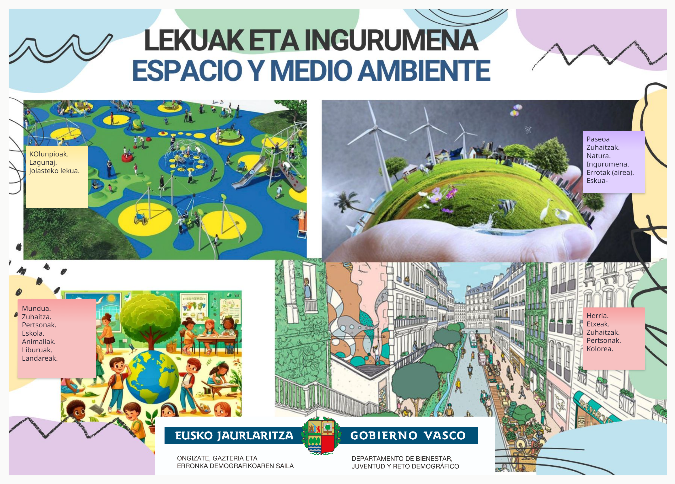 LEKUAK ETA INGURUMENA
ESPACIO Y MEDIO AMBIENTE
KOlunpioak.
Lagunaj.
Jolasteko lekua.
Paseoa
Zuhaitzak.
Natura.
Ingurumena.
Errotak (airea).
Eskua.
Mundua.
Zuhaitza.
Pertsonak.
Eskola.
Animaliak.
Liburuak.
Landareak.
Herria.
Etxeak.
Zuhaitzak.
Pertsonak.
Kolorea.
EUSKO JAURLARITZA
GOBIERNO VASCO
ONGIZATE, GAZTERIA ETA
ERRONKA DEMOGRAFIKOAREN SAILA
DEPARTAMENTO DE BIENESTAR,
JUVENTUD Y RETO DEMOGRÁFICO